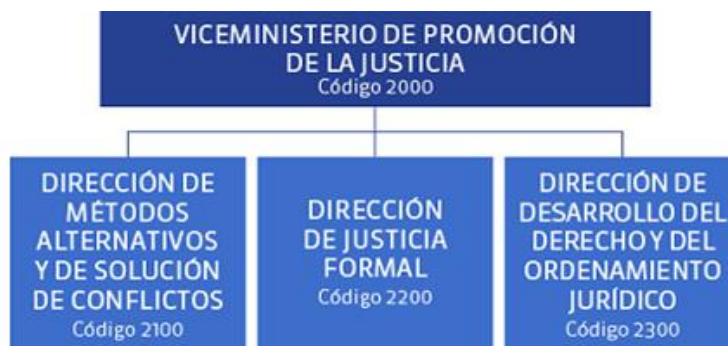 VICEMINISTERIO DE PROMOCIÓN
DE LA JUSTICIA
Código 2000
DIRECCIÓN DE
MÉTODOS
ALTERNATIVOS
Y DE SOLUCIÓN
DE CONFLICTOS
Código 2100
DIRECCIÓN
DE JUSTICIA
FORMAL
Código 2200
DIRECCIÓN DE
DESARROLLO DEL
DERECHO Y DEL
ORDENAMIENTO
JURÍDICO
Código 2300